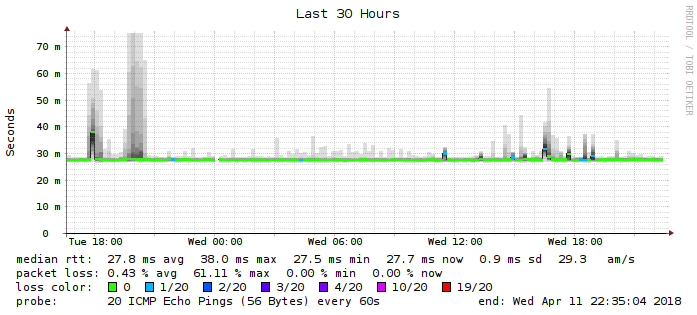 Last 30 Hours
RRDTOOL / TOBI OETIKER
Seconds
70 m
60 m
50 m
40 m
30 m
20 m
10 m
0
Tue 18:00 Wed 00:00 Wed 06:00 Wed 12:00 Wed 18:00
median rtt: 27.8 ms avg 38.0 ms max 27.5 ms min 27.7 ms now 0.9 ms sd 29.3 am/s
packet loss: 0.43 % avg 61.11 % max 0.00 % min 0.00 % now
loss color: 0 1/20 2/20 3/20 4/20 10/20 19/20
probe: 20 ICMP Echo Pings (56 Bytes) every 60s end: Wed Apr 11 22:35:04 2018